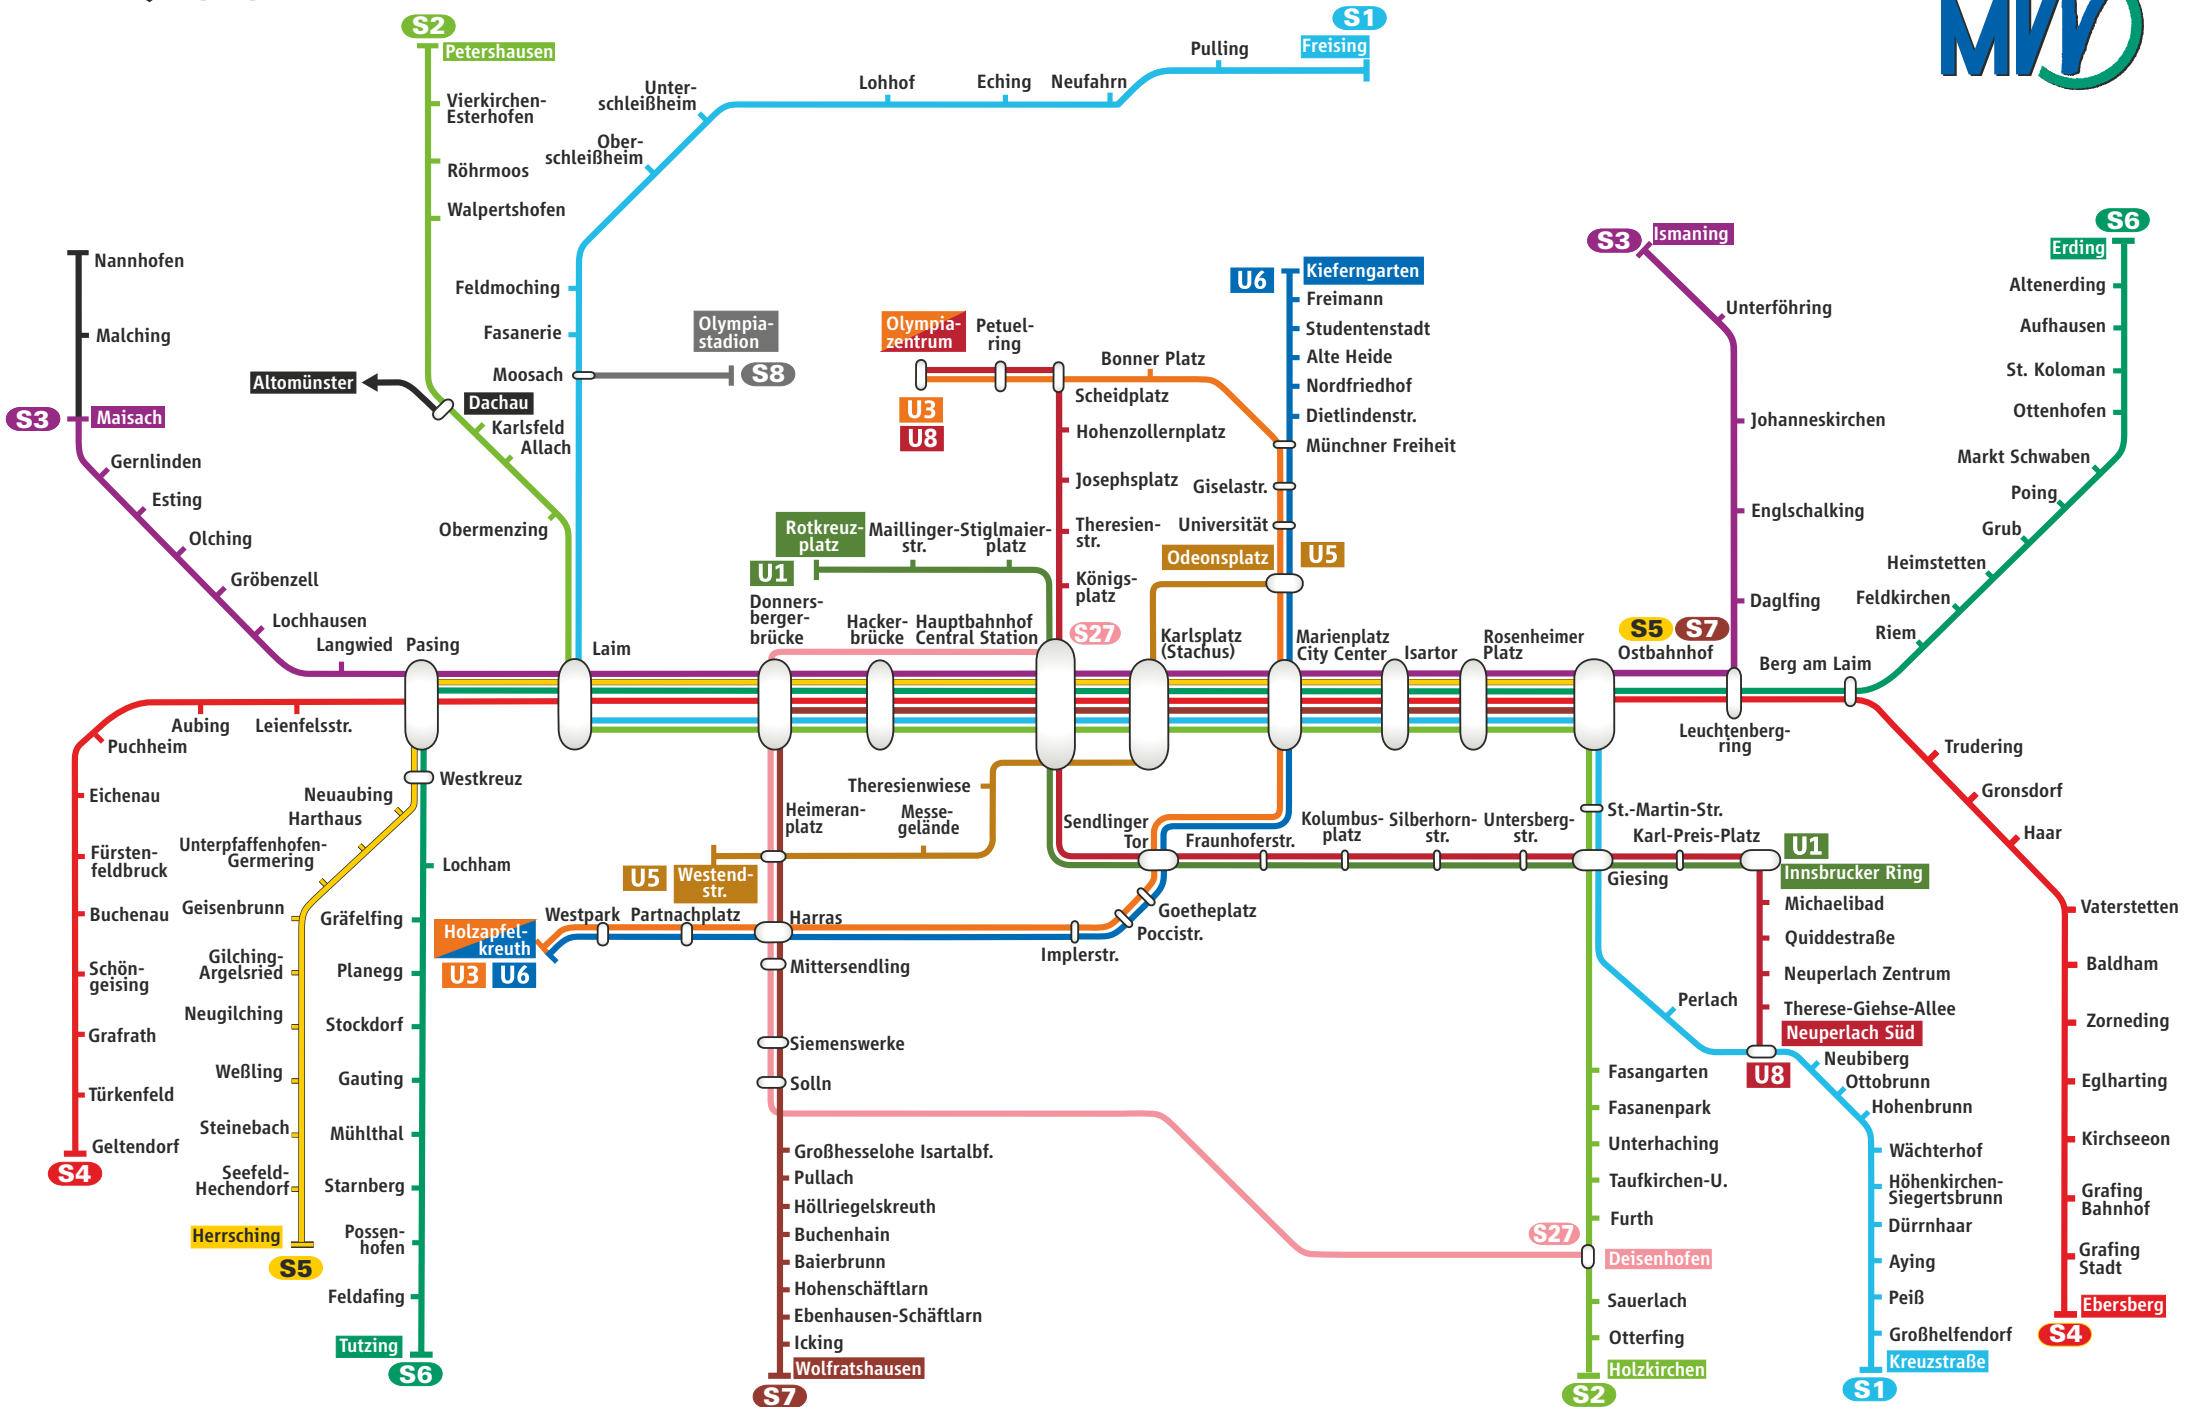 S2
Petershausen
Vierkirchen-
Esterhofen
Röhrmoos
Walpertshofen
S1
Freising
Pulling
Neufahrn
Eching
Lohhof
Unter-
schleißheim
Ober-
schleißheim
Feldmoching
Fasanerie
Moosach
Olympia-
stadion
S8
MVV
Nannhofen
Malching
S3
Maisach
Gernlinden
Esting
Olching
Gröbenzell
Lochhausen
Langwied
Altomünster
Dachau
Karlsfeld
Allach
Obermenzing
Olympia-
zentrum
U3
U8
Petuel-
ring
Scheidplatz
Bonner Platz
Hohenzollernplatz
Josephsplatz
Theresien-
str.
Königs-
platz
U6
Kieferngarten
Freimann
Studentenstadt
Alte Heide
Nordfriedhof
Dietlindenstr.
Münchner Freiheit
Giselastr.
Universität
Odeonsplatz
U5
Rotkreuz-
platz
U1
Maillinger-
str.
Stiglmaier-
platz
S3
Ismaning
Unterföhring
Johanneskirchen
Englschalking
Daglfing
S6
Erding
Altenerding
Aufhausen
St. Koloman
Ottenhofen
Markt Schwaben
Poing
Grub
Heimstetten
Feldkirchen
Riem
Pasing
Laim
Donners-
berger-
brücke
Hacker-
brücke
Hauptbahnhof
Central Station
S27
Karlsplatz
(Stachus)
Marienplatz
City Center
Isartor
Rosenheimer
Platz
S5
S7
Ostbahnhof
Leuchtenberg-
ring
Berg am Laim
Aubing
Leienfelsstr.
Puchheim
Eichenau
Fürsten-
feldbruck
Buchenau
Schön-
geising
Grafrath
Türkenfeld
Geltendorf
S4
Westkreuz
Neuaubing
Harthaus
Unterpfaffenhofen-
Germering
Geisenbrunn
Gilching-
Argelsried
Neugilching
Weßling
Steinebach
Seefeld-
Hechendorf
Herrsching
S5
Lochham
Gräfelfing
Planegg
Stockdorf
Gauting
Mühlthal
Starnberg
Possen-
hofen
Feldafing
Tutzing
S6
Theresienwiese
Messe-
gelände
Heimeran-
platz
U5
Westend-
str.
Holzapfel-
kreuth
U3
U6
Westpark
Partnachplatz
Harras
Mittersendling
Siemenswerke
Solln
Großhesselohe Isartalbf.
Pullach
Höllriegelskreuth
Buchenhain
Baierbrunn
Hohenschäftlarn
Ebenhausen-Schäftlarn
Icking
Wolfratshausen
S7
Implerstr.
Poccistr.
Goetheplatz
Sendlinger
Tor
Fraunhoferstr.
Kolumbus-
platz
Silberhorn-
str.
Untersberg-
str.
St.-Martin-Str.
Giesing
Karl-Preis-Platz
U1
Innsbrucker Ring
Michaelibad
Quiddestraße
Neuperlach Zentrum
Therese-Giehse-Allee
Neuperlach Süd
U8
Fasangarten
Fasanenpark
Unterhaching
Taufkirchen-U.
Furth
S27
Deisenhofen
Sauerlach
Otterfing
Holzkirchen
S2
Perlach
Neubiberg
Ottobrunn
Hohenbrunn
Wächterhof
Höhenkirchen-
Siegertsbrunn
Dürrnhaar
Aying
Peiß
Großhelfendorf
Kreuzstraße
S1
Trudering
Gronsdorf
Haar
Vaterstetten
Baldham
Zorneding
Eglharting
Kirchseeon
Grafing
Bahnhof
Grafing
Stadt
Ebersberg
S4